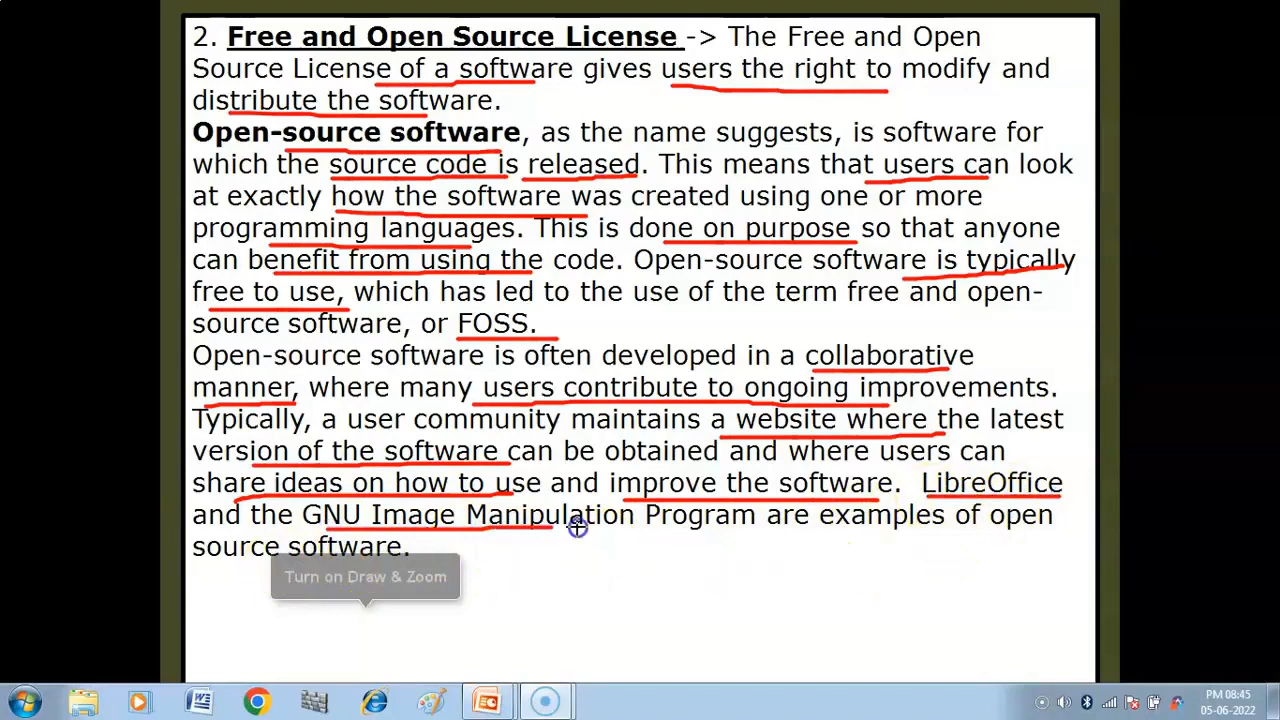 2. Free and Open Source License -> The Free and Open
Source License of a software gives users the right to modify and
distribute the software.
Open-source software, as the name suggests, is software for
which the source code is released. This means that users can look
at exactly how the software was created using one or more
programming languages. This is done on purpose so that anyone
can benefit from using the code. Open-source software is typically
free to use, which has led to the use of the term free and open-
source software, or FOSS.
Open-source software is often developed in a collaborative
manner, where many users contribute to ongoing improvements.
Typically, a user community maintains a website where the latest
version of the software can be obtained and where users can
share ideas on how to use and improve the software. LibreOffice
and the GNU Image Manipulation Program are examples of open
source software.
Turn on Draw & Zoom
PM 08:45
05-06-2022